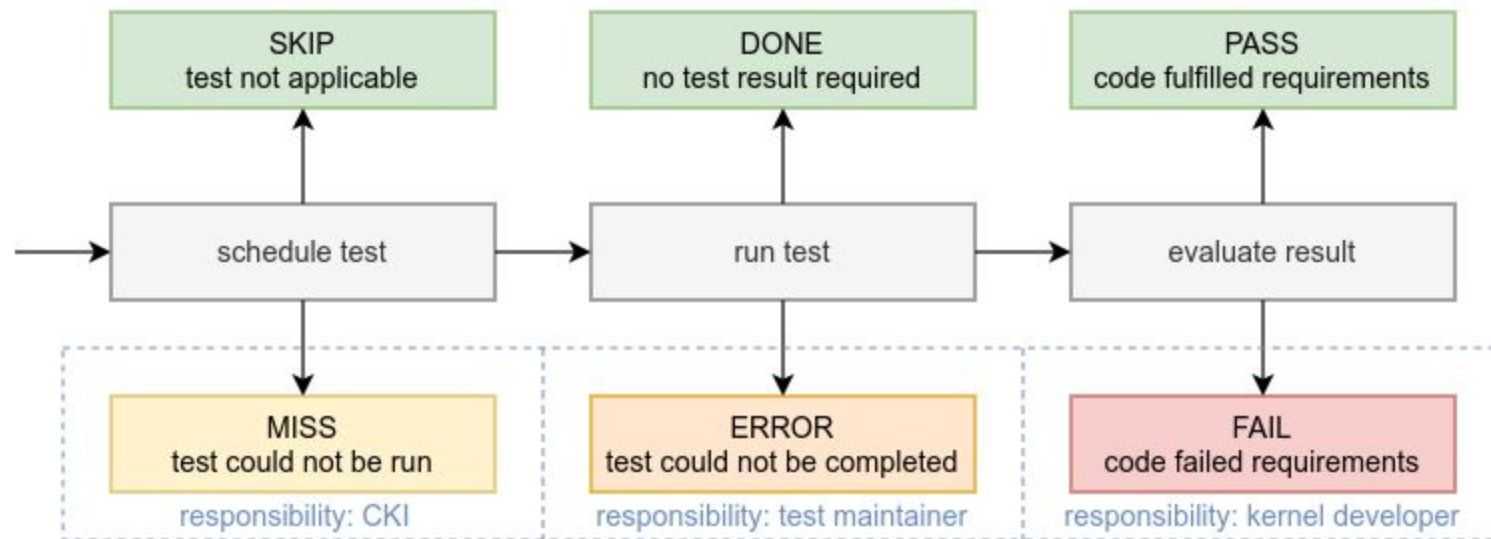 SKIP
test not applicable
DONE
no test result required
PASS
code fulfilled requirements
schedule test
run test
evaluate result
MISS
test could not be run
ERROR
test could not be completed
FAIL
code failed requirements
responsibility: CKI
responsibility: test maintainer
responsibility: kernel developer